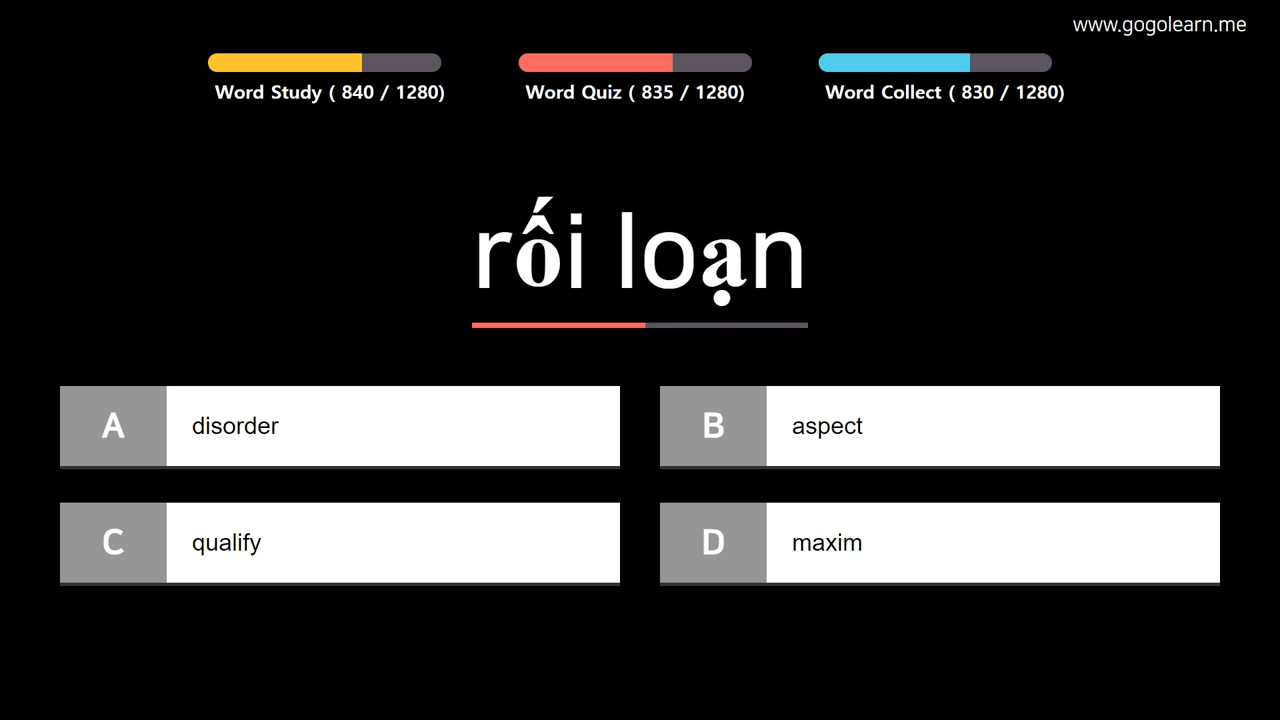 www.gogolearn.me
Word Study ( 840 / 1280)
Word Quiz ( 835 / 1280)
Word Collect ( 830 / 1280)
rối loạn
A disorder
B aspect
C qualify
D maxim